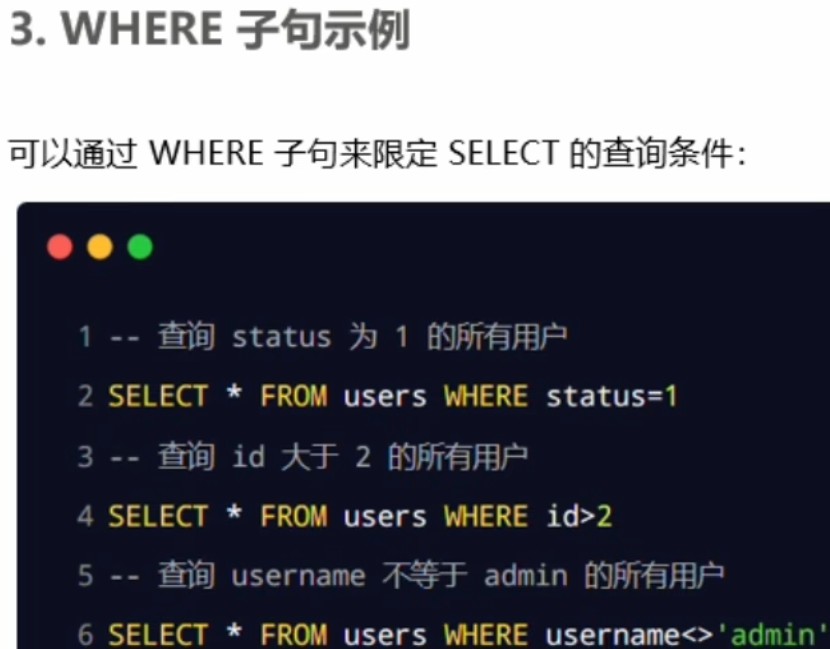 3. WHERE 子句示例
可以通过 WHERE 子句来限定 SELECT 的查询条件：
1 -- 查询 status 为 1 的所有用户
2 SELECT * FROM users WHERE status=1
3 -- 查询 id 大于 2 的所有用户
4 SELECT * FROM users WHERE id>2
5 -- 查询 username 不等于 admin 的所有用户
6 SELECT * FROM users WHERE username<>'admin'